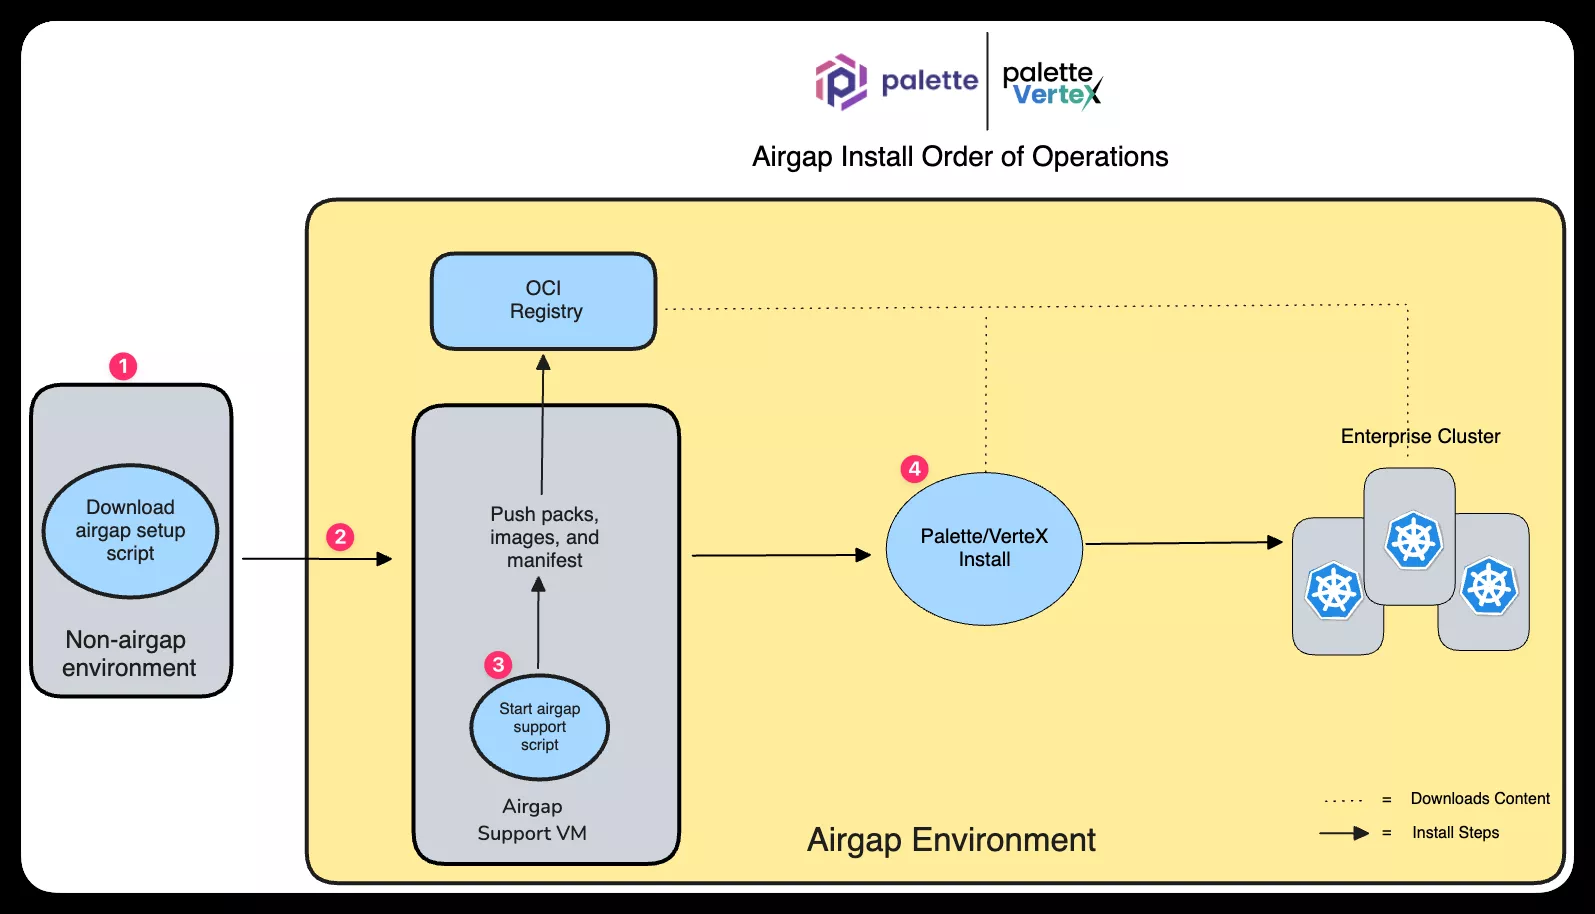 palette
palette
VerteX
Airgap Install Order of Operations
OCI
Registry
1
Download
airgap setup
script
Non-airgap
environment
2
Push packs,
images, and
manifest
3
Start airgap
support
script
Airgap
Support VM
4
Palette/VerteX
Install
Enterprise Cluster
Airgap Environment
= Downloads Content
= Install Steps